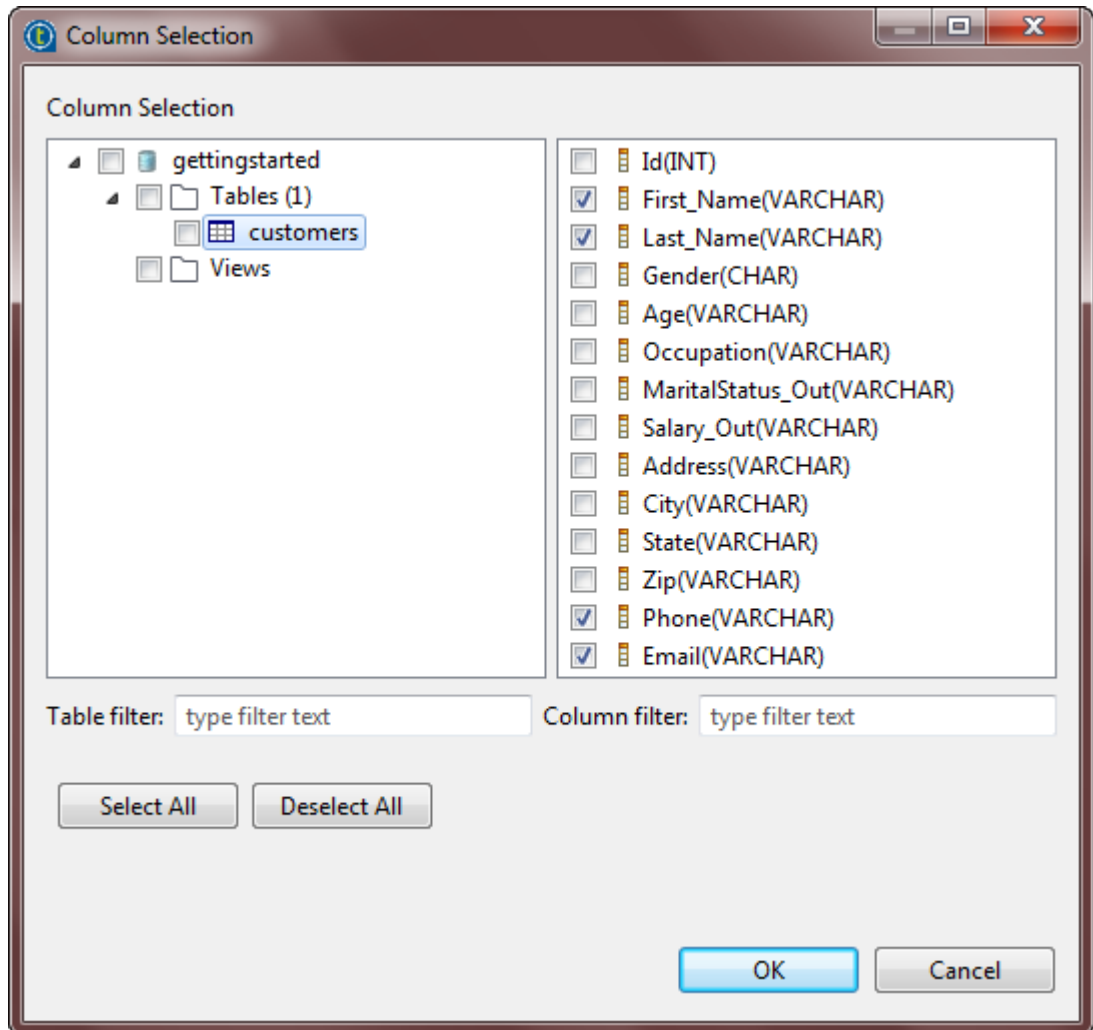 Column Selection
Column Selection
gettingstarted
Tables (1)
customers
Views
Id(INT)
First_Name(VARCHAR)
Last_Name(VARCHAR)
Gender(CHAR)
Age(VARCHAR)
Occupation(VARCHAR)
MaritalStatus_Out(VARCHAR)
Salary_Out(VARCHAR)
Address(VARCHAR)
City(VARCHAR)
State(VARCHAR)
Zip(VARCHAR)
Phone(VARCHAR)
Email(VARCHAR)
Table filter: type filter text Column filter: type filter text
Select All Deselect All
OK Cancel